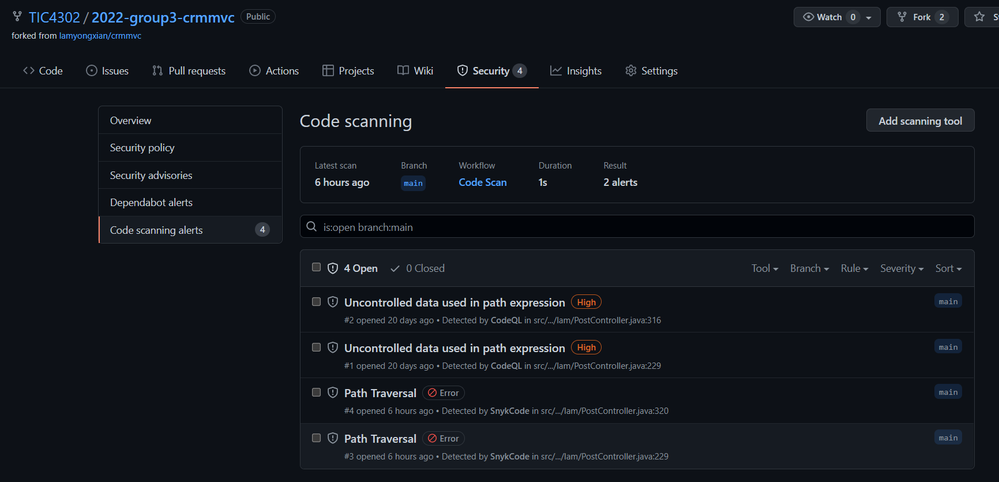 TIC4302 / 2022-group3-crmmvc Public
Watch 0
Fork 2
forked from lamyongxian/crmmvc
Code
Issues
Pull requests
Actions
Projects
Wiki
Security 4
Insights
Settings
Overview
Security policy
Security advisories
Dependabot alerts
Code scanning alerts 4
Code scanning
Add scanning tool
Latest scan Branch Workflow Duration Result
6 hours ago main Code Scan 1s 2 alerts
is:open branch:main
4 Open 0 Closed Tool Branch Rule Severity Sort
Uncontrolled data used in path expression High main
#2 opened 20 days ago • Detected by CodeQL in src/.../lam/PostController.java:316
Uncontrolled data used in path expression High main
#1 opened 20 days ago • Detected by CodeQL in src/.../lam/PostController.java:229
Path Traversal Error main
#4 opened 6 hours ago • Detected by SnykCode in src/.../lam/PostController.java:320
Path Traversal Error main
#3 opened 6 hours ago • Detected by SnykCode in src/.../lam/PostController.java:229